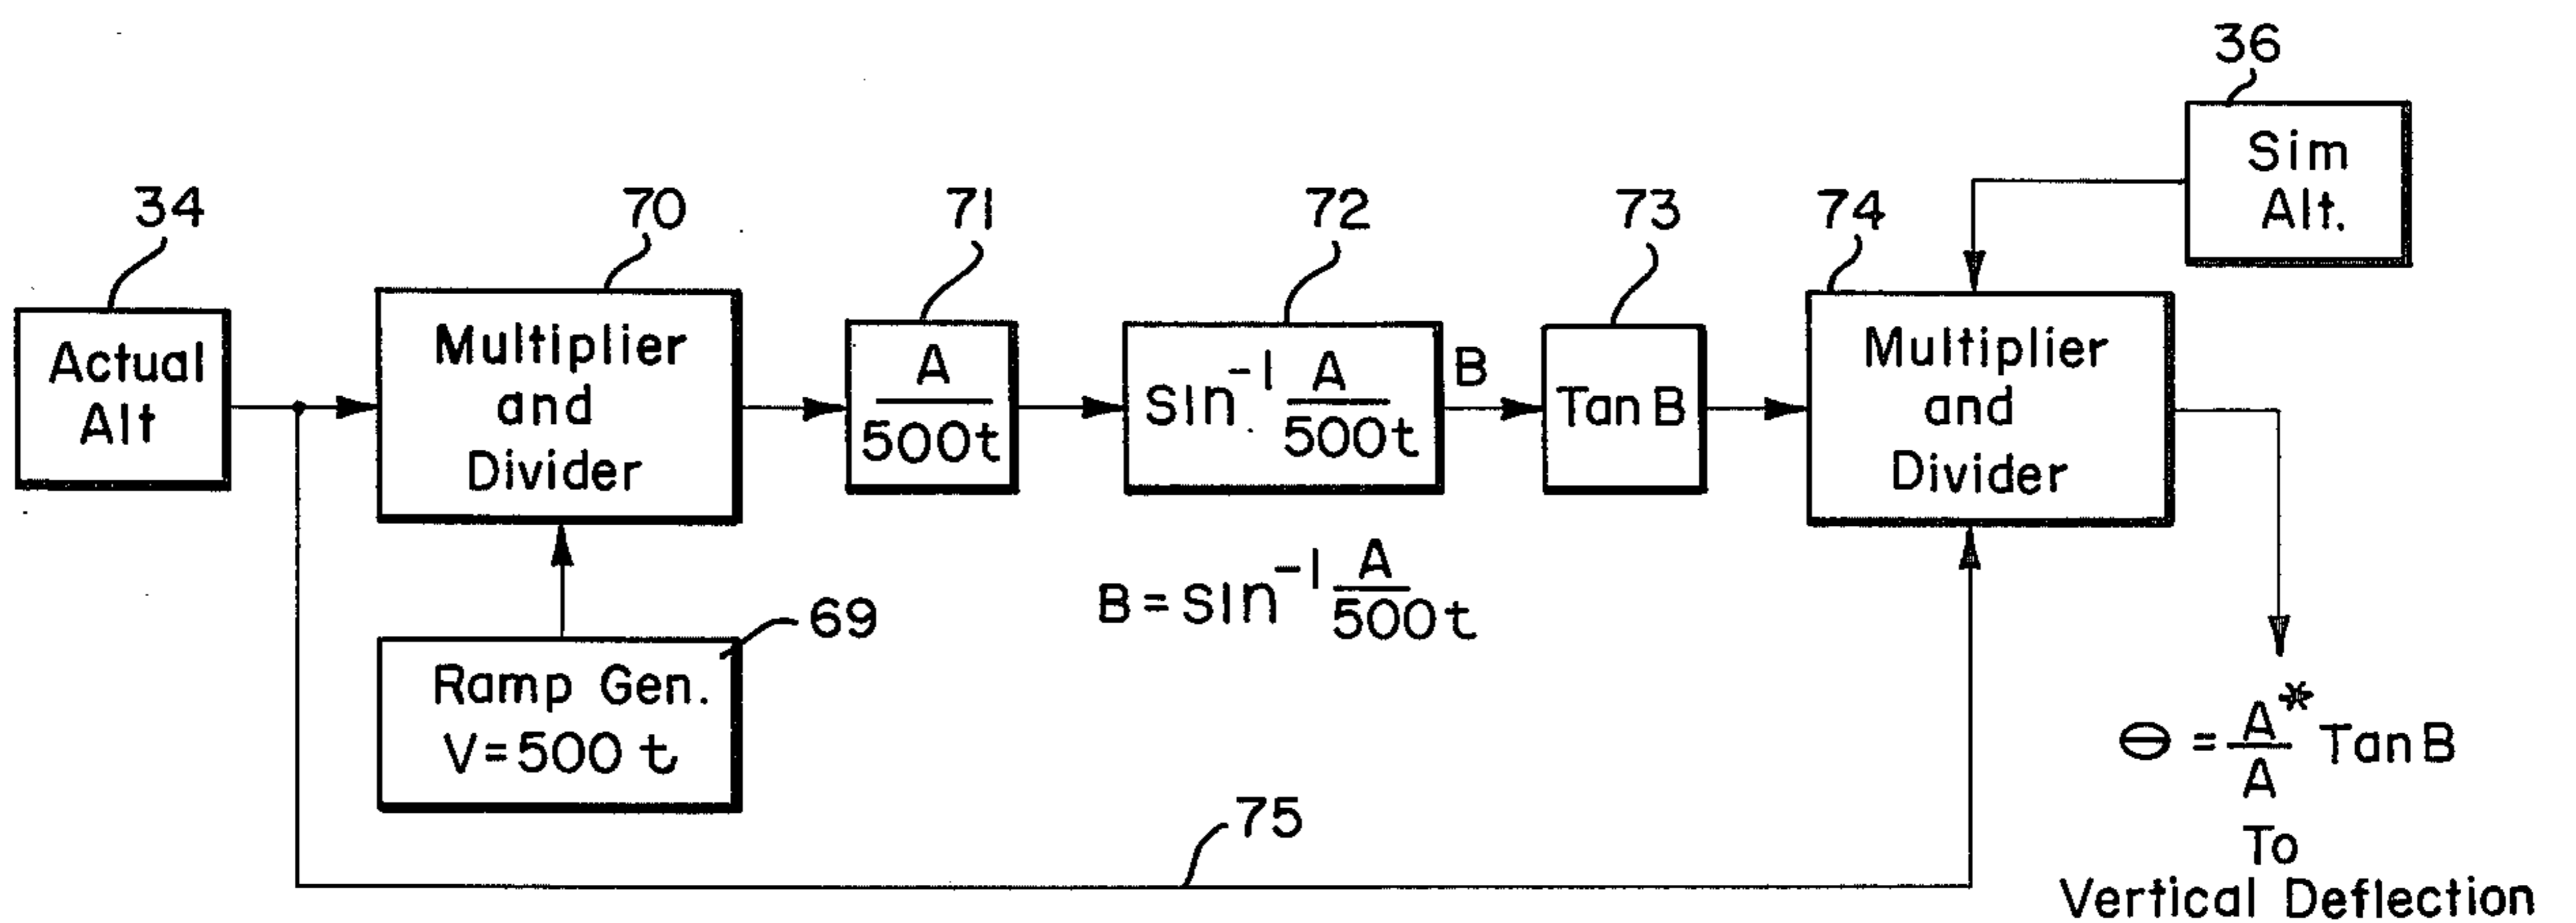 36
Sim
Alt.
34
70
71
72
73
74
Actual
Alt
Multiplier
and
Divider
A
500t
Sin⁻¹ A
500t
B
Tan B
Multiplier
and
Divider
B = Sin⁻¹ A
500t
69
Ramp Gen.
V=500 t
75
Θ = A* Tan B
A
To
Vertical Deflection